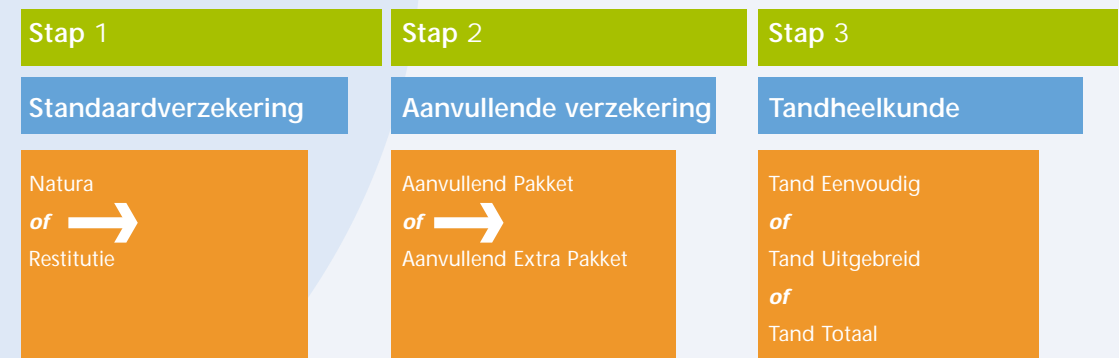 Stap 1
Standaardverzekering
Natura
of
Restitutie
Stap 2
Aanvullende verzekering
Aanvullend Pakket
of
Aanvullend Extra Pakket
Stap 3
Tandheelkunde
Tand Eenvoudig
of
Tand Uitgebreid
of
Tand Totaal